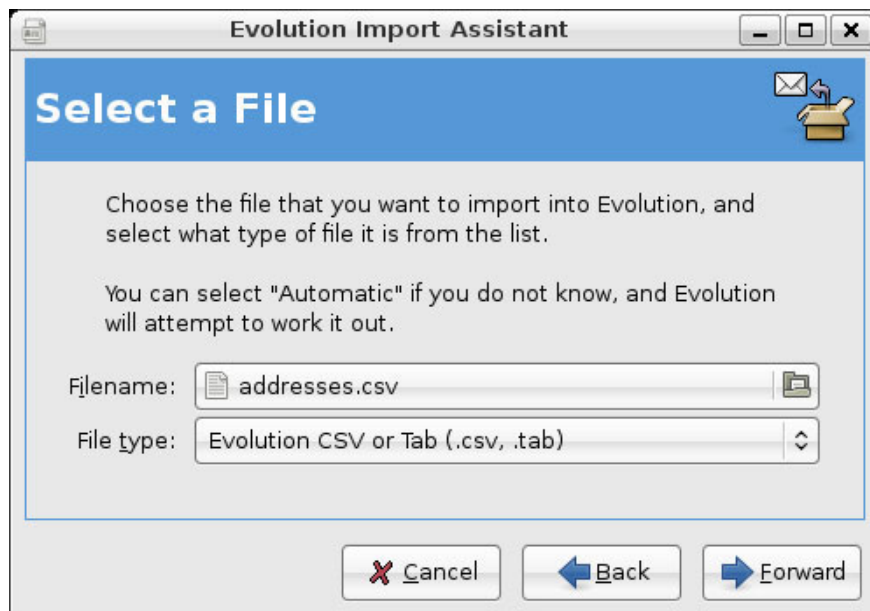 Evolution Import Assistant
Select a File
Choose the file that you want to import into Evolution, and
select what type of file it is from the list.
You can select "Automatic" if you do not know, and Evolution
will attempt to work it out.
Filename: addresses.csv
File type: Evolution CSV or Tab (.csv, .tab)
Cancel Back Forward